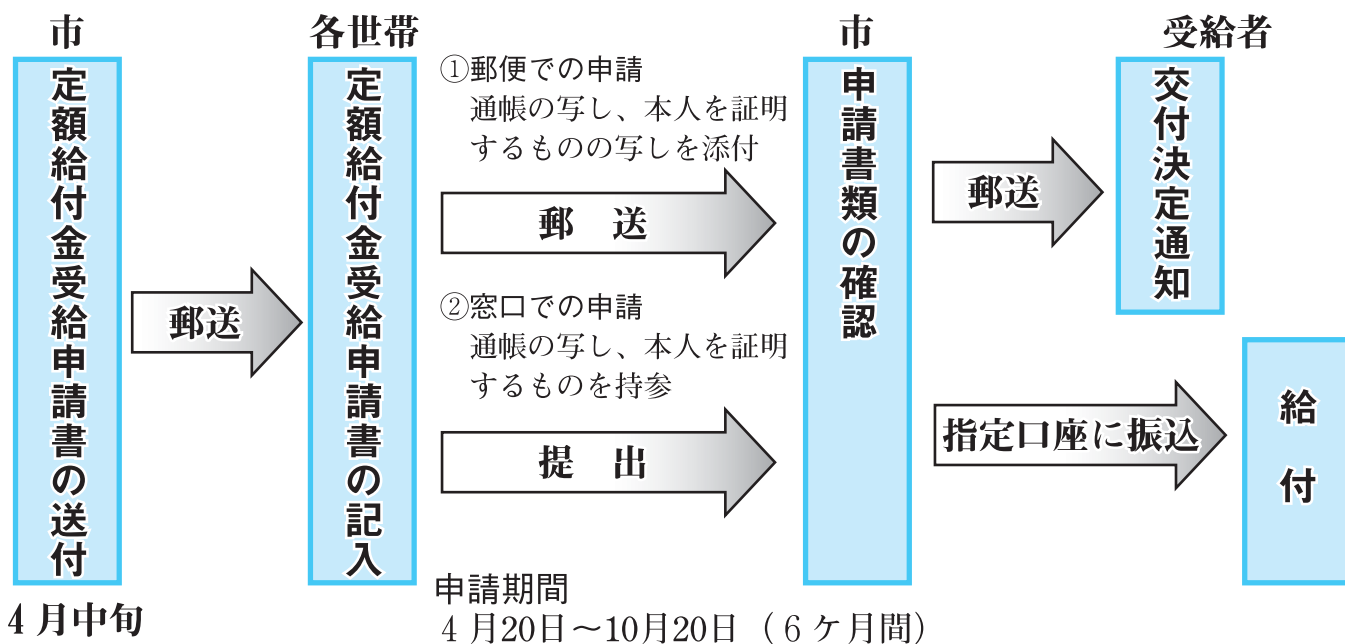 市
定額給付金受給申請書の送付
4月中旬
郵送
各世帯
定額給付金受給申請書の記入
①郵便での申請
通帳の写し、本人を証明
するものの写しを添付
郵　送
②窓口での申請
通帳の写し、本人を証明
するものを持参
提　出
申請期間
4月20日～10月20日（6ケ月間）
市
申請書類の確認
郵送
指定口座に振込
受給者
交付決定通知
給　付